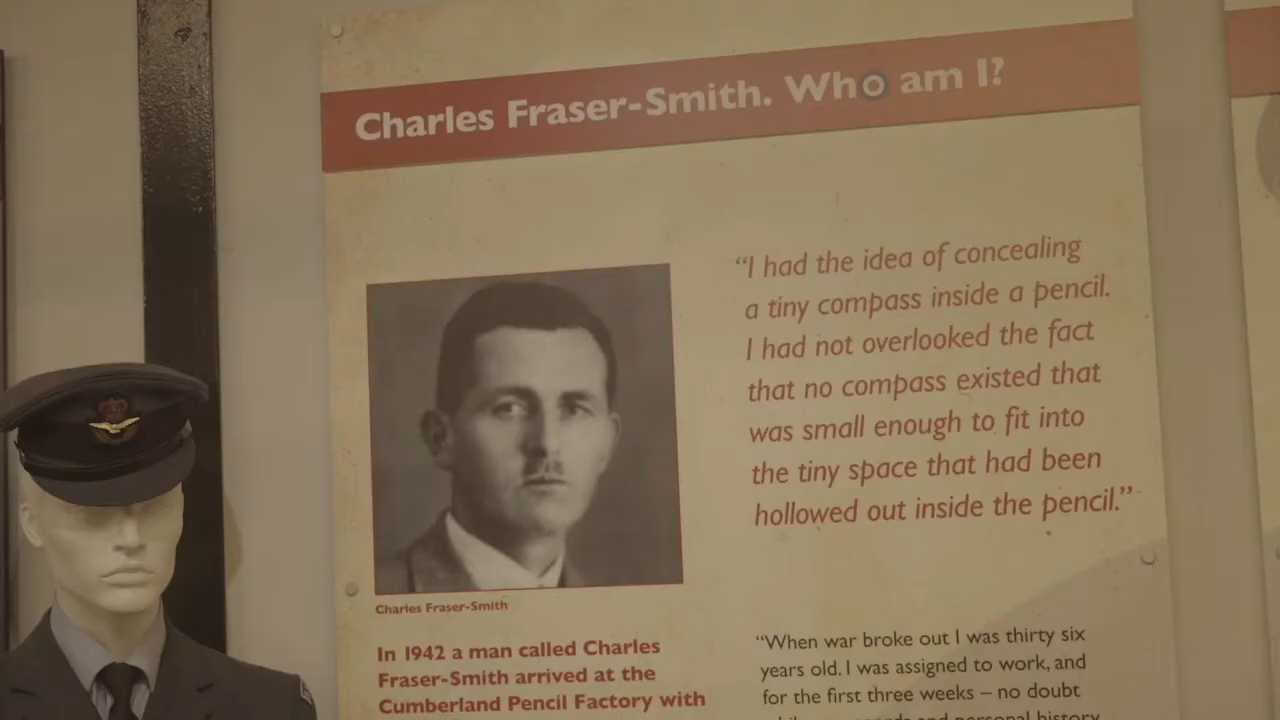 Charles Fraser-Smith. Who am I?
“I had the idea of concealing
a tiny compass inside a pencil.
I had not overlooked the fact
that no compass existed that
was small enough to fit into
the tiny space that had been
hollowed out inside the pencil.”
Charles Fraser-Smith
In 1942 a man called Charles
Fraser-Smith arrived at the
Cumberland Pencil Factory with
“When war broke out I was thirty six
years old. I was assigned to work, and
for the first three weeks – no doubt
and personal history